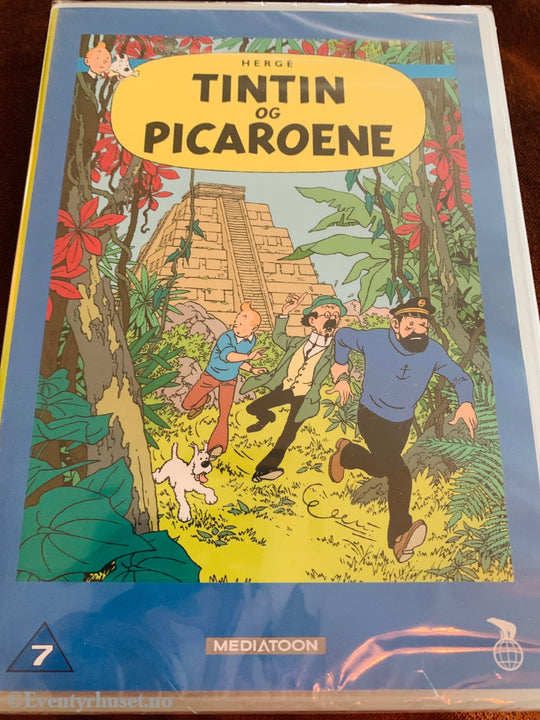 HERGÉ
TINTIN
OG
PICAROENE
7
MEDIATOON
© Eventyrhuset.no